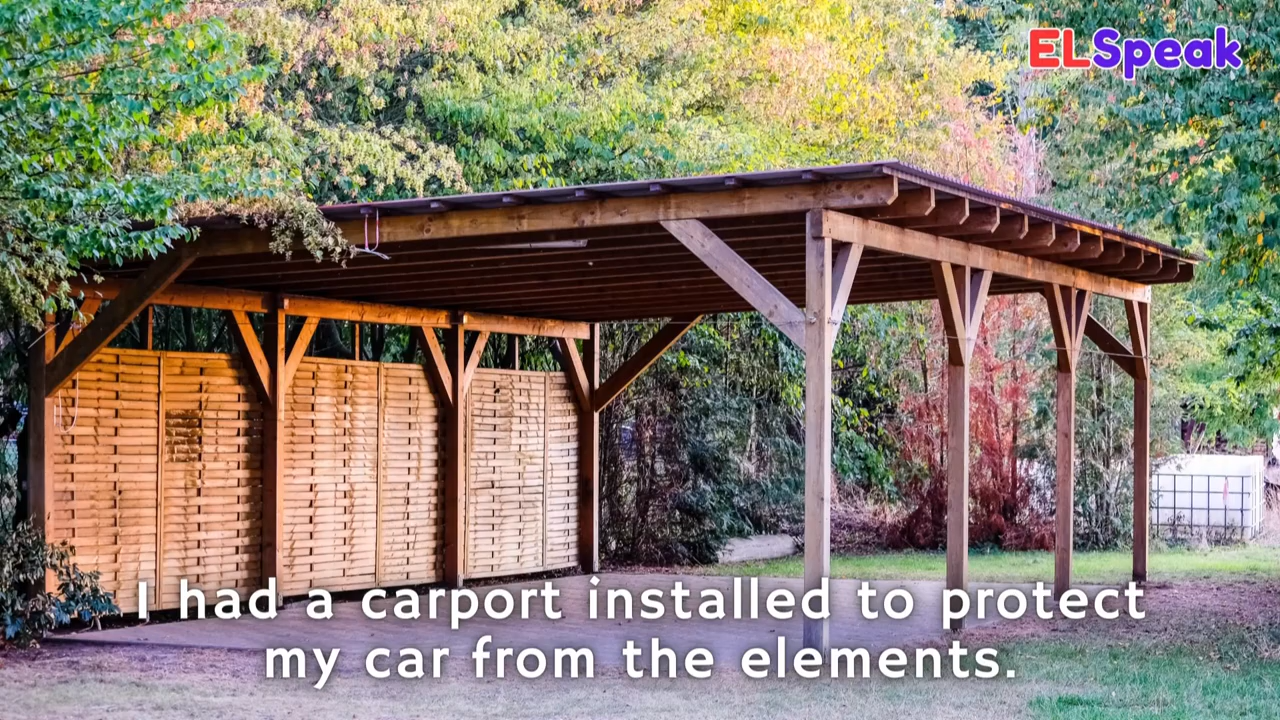 ELSpeak
I had a carport installed to protect
my car from the elements.